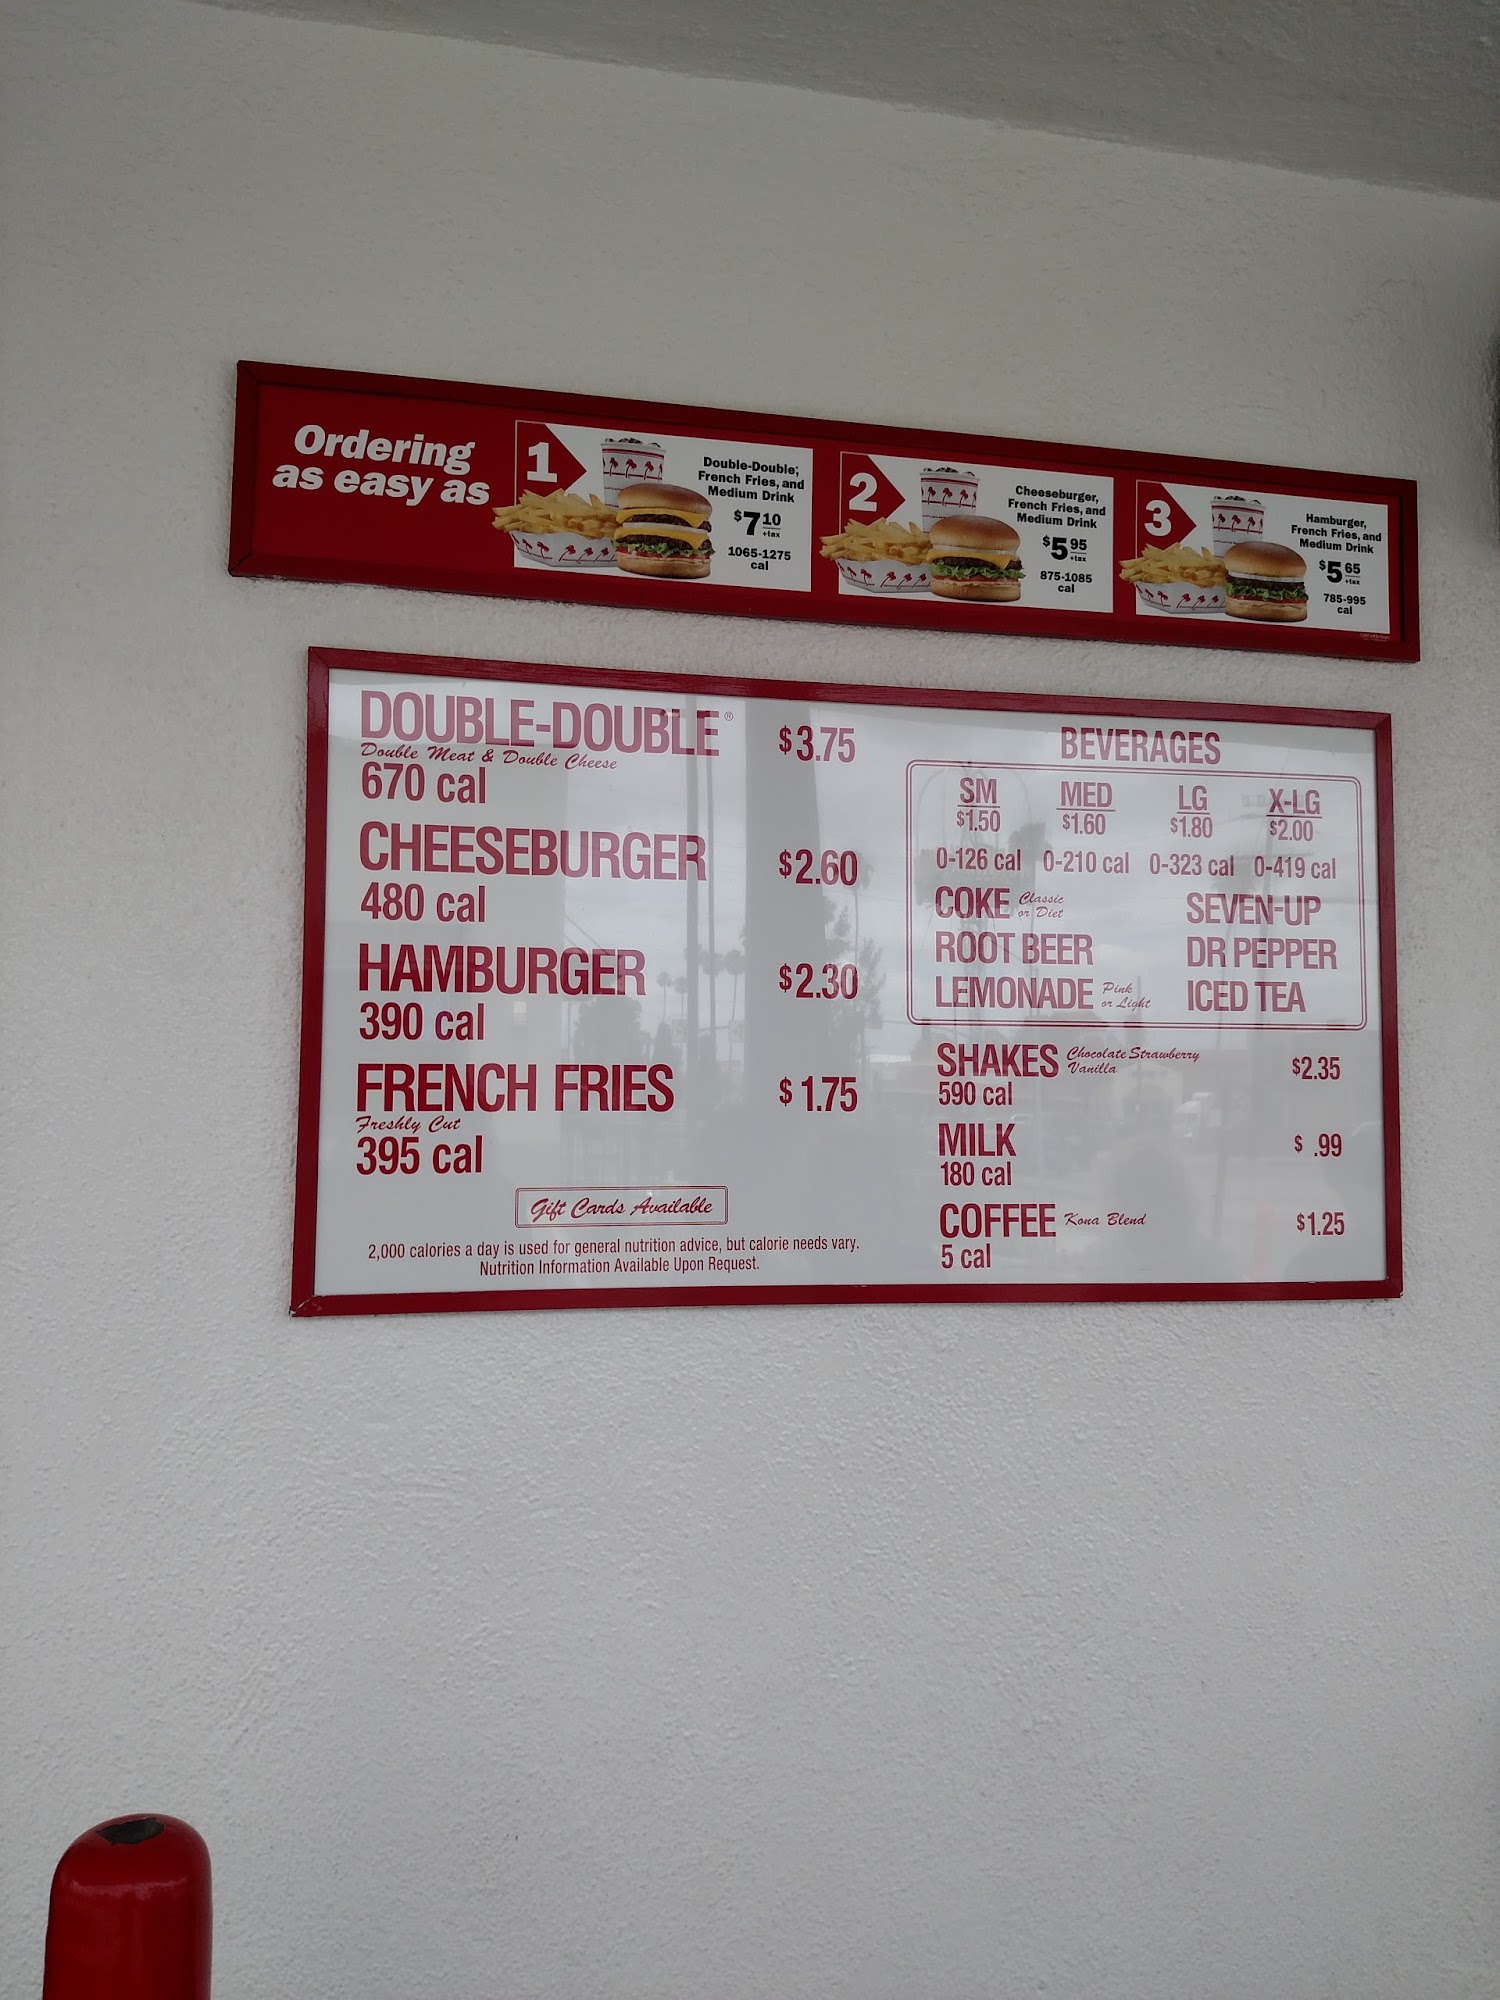 Ordering
as easy as
1
Double-Double,
French Fries, and
Medium Drink
$7 10
+tax
1065-1275
cal
2
Cheeseburger,
French Fries, and
Medium Drink
$5 95
+tax
875-1085
cal
3
Hamburger,
French Fries, and
Medium Drink
$5 65
+tax
785-995
cal
DOUBLE-DOUBLE® $3.75
Double Meat & Double Cheese
670 cal
CHEESEBURGER $2.60
480 cal
HAMBURGER $2.30
390 cal
FRENCH FRIES $1.75
Freshly Cut
395 cal
Gift Cards Available
2,000 calories a day is used for general nutrition advice, but calorie needs vary.
Nutrition Information Available Upon Request.
BEVERAGES
SM MED LG X-LG
$1.50 $1.60 $1.80 $2.00
0-126 cal 0-210 cal 0-323 cal 0-419 cal
COKE Classic or Diet SEVEN-UP
ROOT BEER DR PEPPER
LEMONADE Pink or Light ICED TEA
SHAKES Chocolate Strawberry Vanilla $2.35
590 cal
MILK $ .99
180 cal
COFFEE Kona Blend $1.25
5 cal